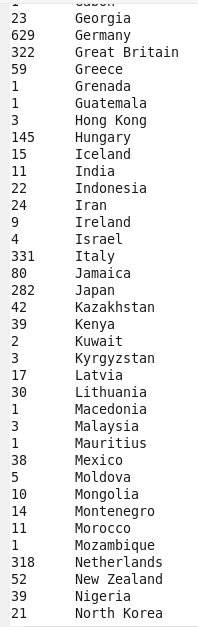 23 Georgia
629 Germany
322 Great Britain
59 Greece
1 Grenada
1 Guatemala
3 Hong Kong
145 Hungary
15 Iceland
11 India
22 Indonesia
24 Iran
9 Ireland
4 Israel
331 Italy
80 Jamaica
282 Japan
42 Kazakhstan
39 Kenya
2 Kuwait
3 Kyrgyzstan
17 Latvia
30 Lithuania
1 Macedonia
3 Malaysia
1 Mauritius
38 Mexico
5 Moldova
10 Mongolia
14 Montenegro
11 Morocco
1 Mozambique
318 Netherlands
52 New Zealand
39 Nigeria
21 North Korea